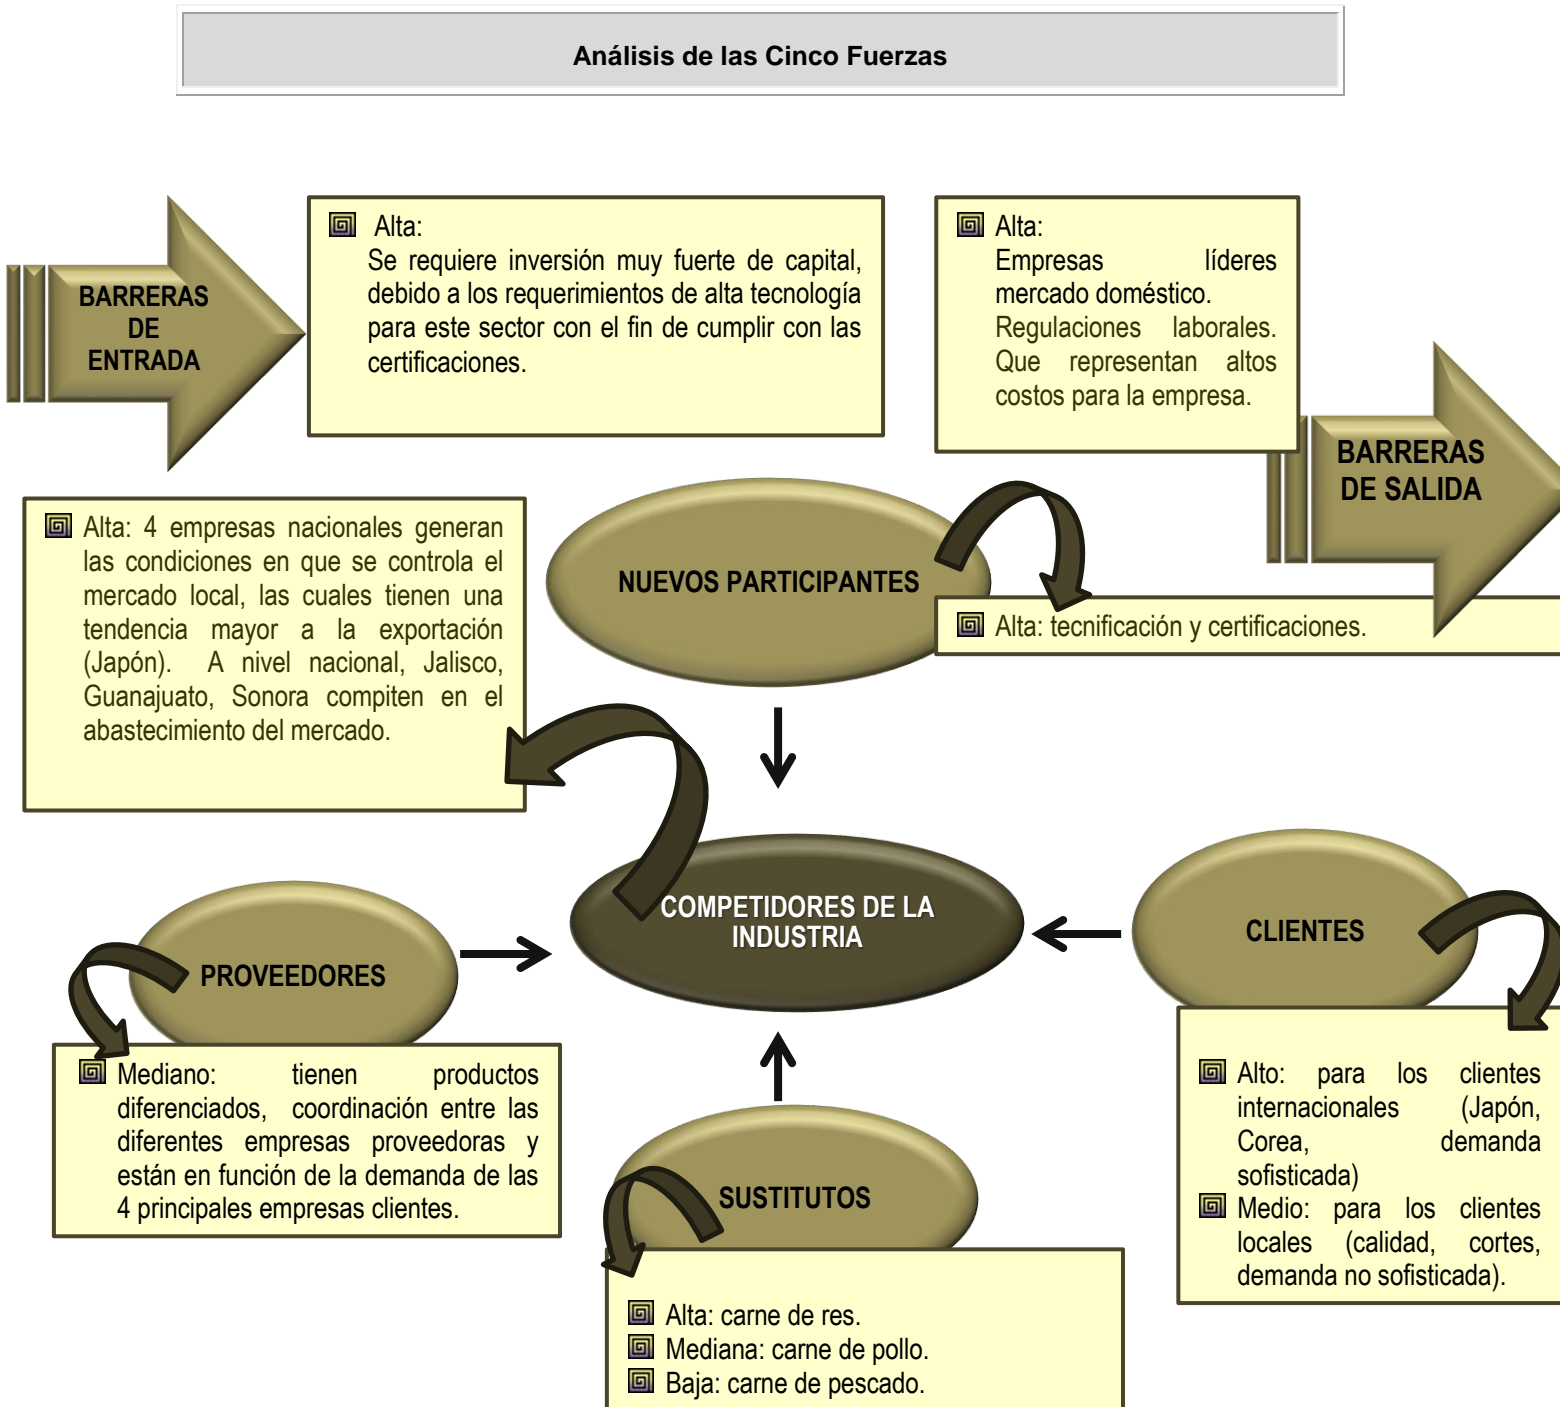 Análisis de las Cinco Fuerzas
BARRERAS
DE
ENTRADA
Alta:
Se requiere inversión muy fuerte de capital,
debido a los requerimientos de alta tecnología
para este sector con el fin de cumplir con las
certificaciones.
Alta:
Empresas líderes
mercado doméstico.
Regulaciones laborales.
Que representan altos
costos para la empresa.
BARRERAS
DE SALIDA
Alta: 4 empresas nacionales generan
las condiciones en que se controla el
mercado local, las cuales tienen una
tendencia mayor a la exportación
(Japón). A nivel nacional, Jalisco,
Guanajuato, Sonora compiten en el
abastecimiento del mercado.
NUEVOS PARTICIPANTES
Alta: tecnificación y certificaciones.
COMPETIDORES DE LA
INDUSTRIA
CLIENTES
PROVEEDORES
Mediano: tienen productos
diferenciados, coordinación entre las
diferentes empresas proveedoras y
están en función de la demanda de las
4 principales empresas clientes.
Alto: para los clientes
internacionales (Japón,
Corea, demanda
sofisticada)
Medio: para los clientes
locales (calidad, cortes,
demanda no sofisticada).
SUSTITUTOS
Alta: carne de res.
Mediana: carne de pollo.
Baja: carne de pescado.